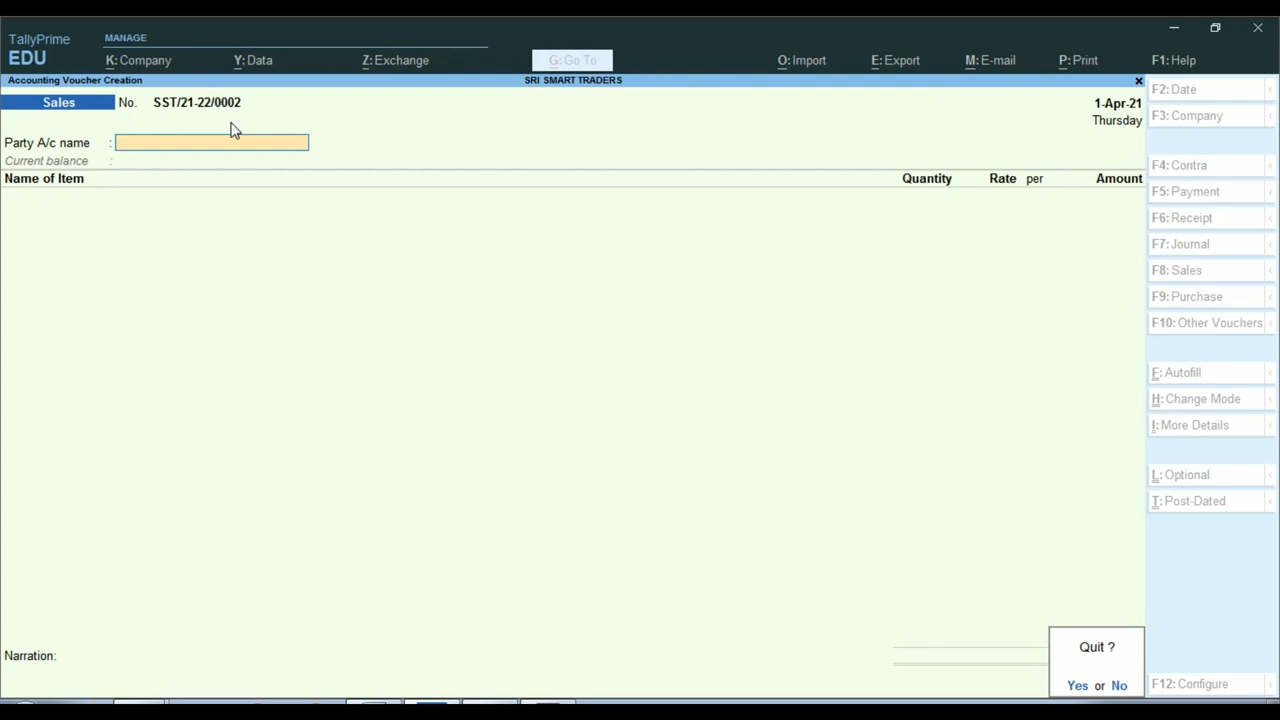 TallyPrime
EDU
MANAGE
K: Company
Y: Data
Z: Exchange
G: Go To
O: Import
E: Export
M: E-mail
P: Print
F1: Help
Accounting Voucher Creation
SRI SMART TRADERS
Sales
No. SST/21-22/0002
1-Apr-21
Thursday
Party A/c name :
Current balance :
Name of Item
Quantity
Rate per
Amount
F2: Date
F3: Company
F4: Contra
F5: Payment
F6: Receipt
F7: Journal
F8: Sales
F9: Purchase
F10: Other Vouchers
F: Autofill
H: Change Mode
I: More Details
L: Optional
T: Post-Dated
Narration:
Quit ?
Yes or No
F12: Configure